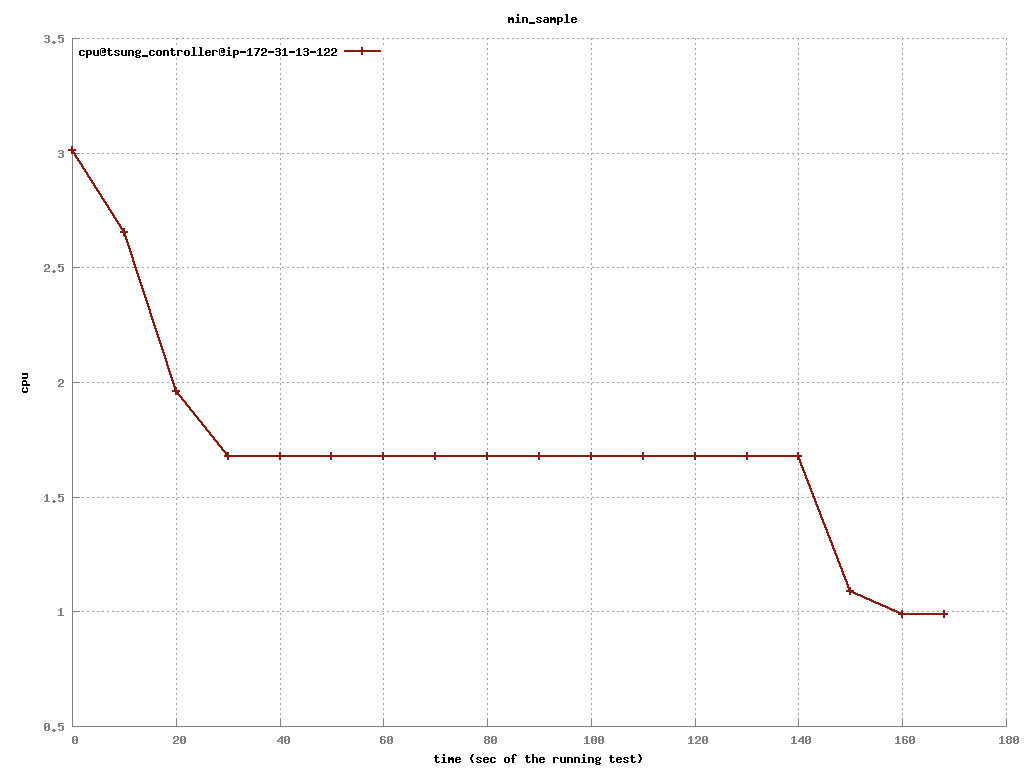 min_sample
3.5
cpu@tsung_controller@ip-172-31-13-122
3
2.5
cpu
2
1.5
1
0.5
0 20 40 60 80 100 120 140 160 180
time (sec of the running test)